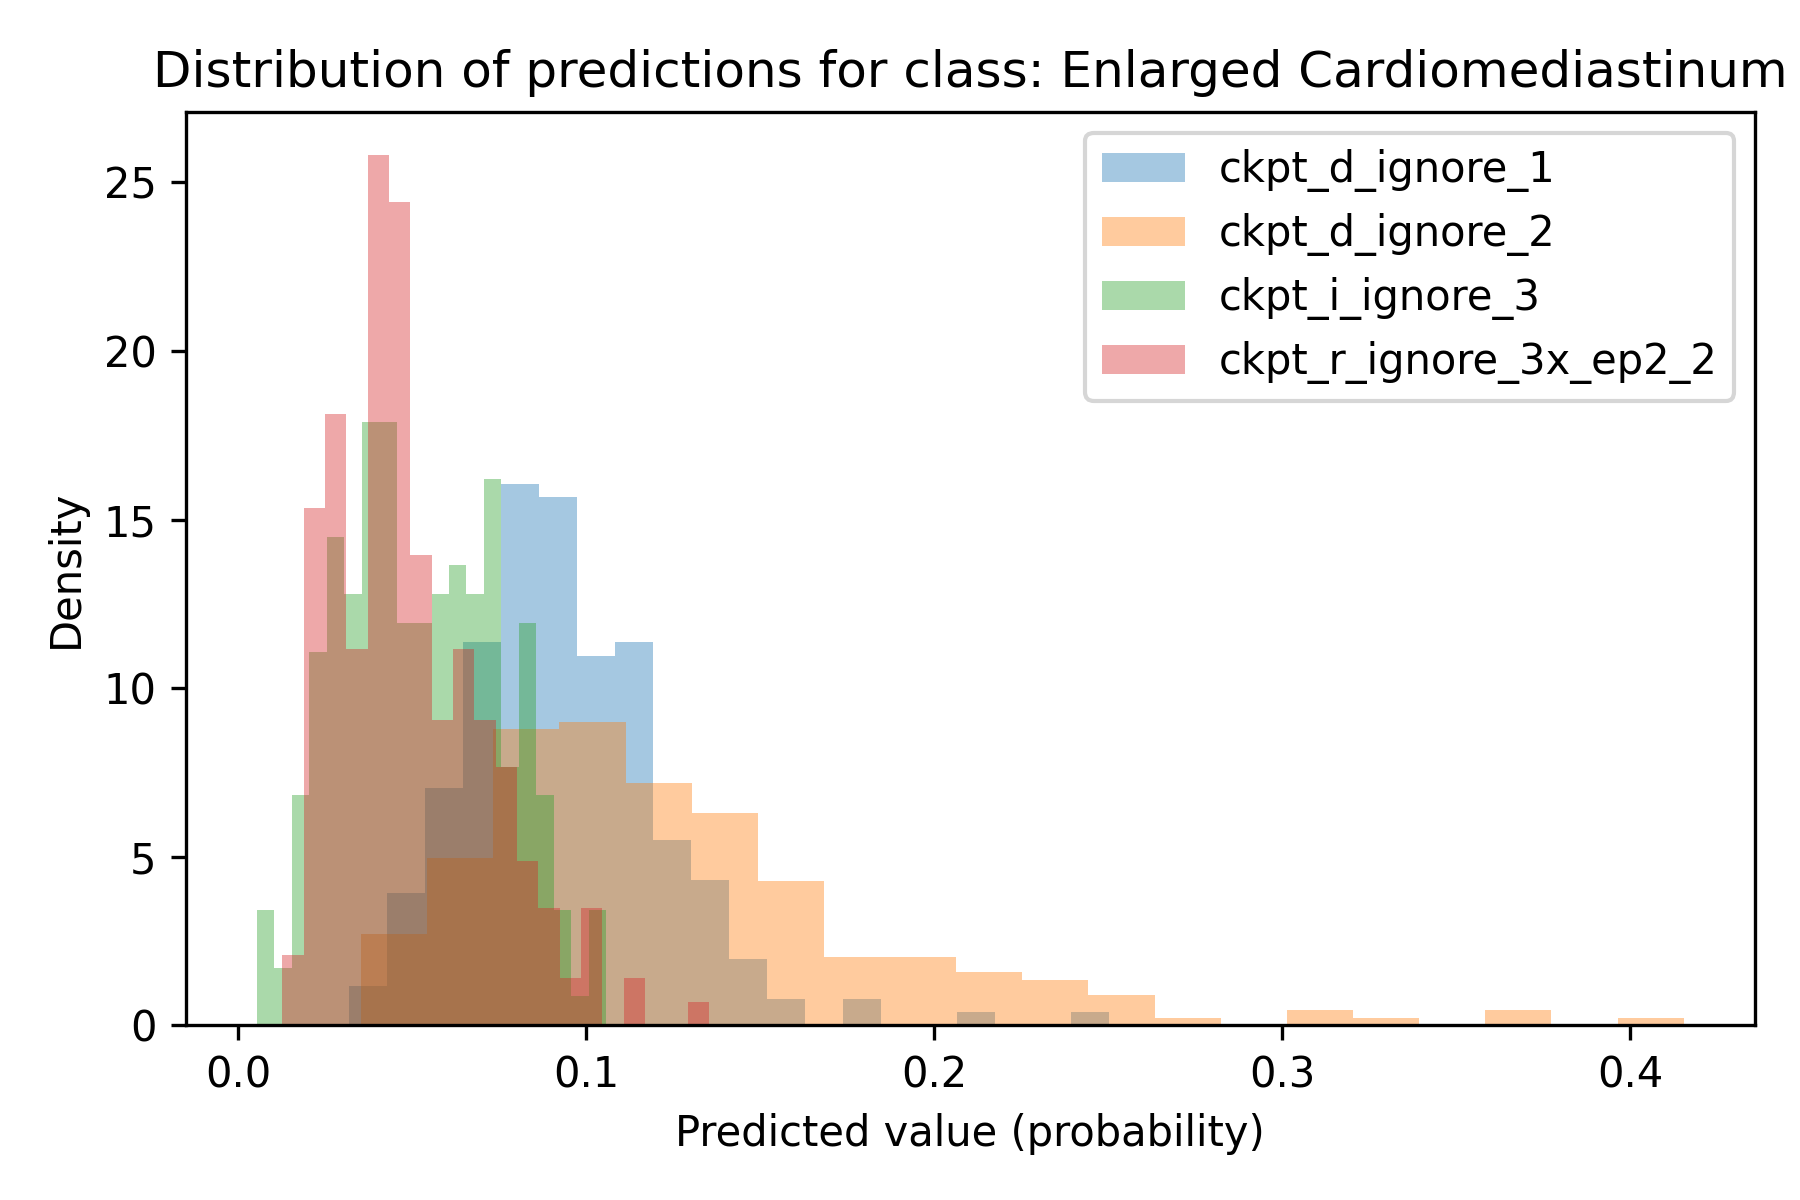 Distribution of predictions for class: Enlarged Cardiomediastinum
ckpt_d_ignore_1
ckpt_d_ignore_2
ckpt_i_ignore_3
ckpt_r_ignore_3x_ep2_2
Density
25
20
15
10
5
0
0.0 0.1 0.2 0.3 0.4
Predicted value (probability)